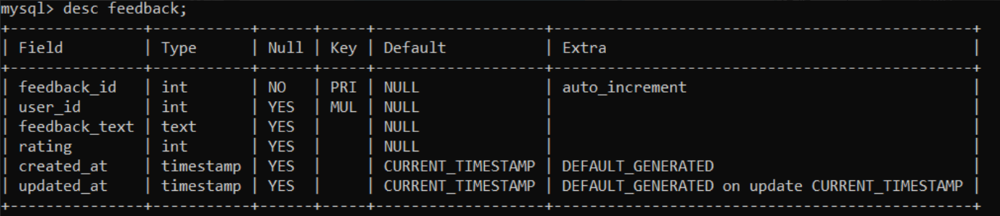 mysql> desc feedback;
+---------------+-----------+------+-----+-------------------+-----------------------------------------------+
| Field         | Type      | Null | Key | Default           | Extra                                         |
+---------------+-----------+------+-----+-------------------+-----------------------------------------------+
| feedback_id   | int       | NO   | PRI | NULL              | auto_increment                                |
| user_id       | int       | YES  | MUL | NULL              |                                               |
| feedback_text | text      | YES  |     | NULL              |                                               |
| rating        | int       | YES  |     | NULL              |                                               |
| created_at    | timestamp | YES  |     | CURRENT_TIMESTAMP | DEFAULT_GENERATED                             |
| updated_at    | timestamp | YES  |     | CURRENT_TIMESTAMP | DEFAULT_GENERATED on update CURRENT_TIMESTAMP |
+---------------+-----------+------+-----+-------------------+-----------------------------------------------+